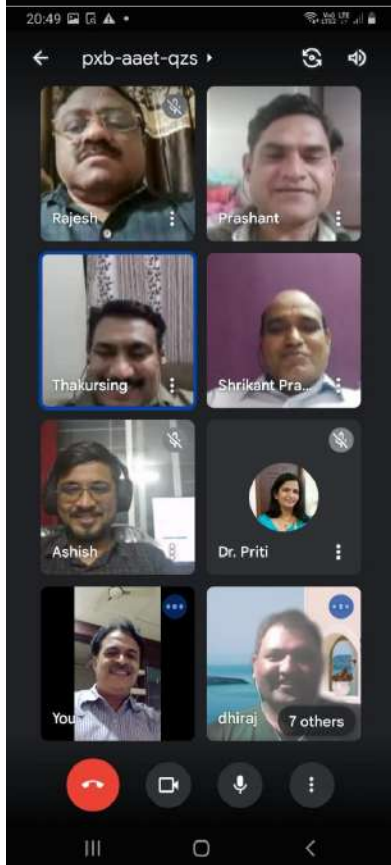 20:49
pxb-aaet-qzs
Rajesh
Prashant
Thakursing
Shrikant Pra...
Ashish
Dr. Priti
You
dhiraj
7 others